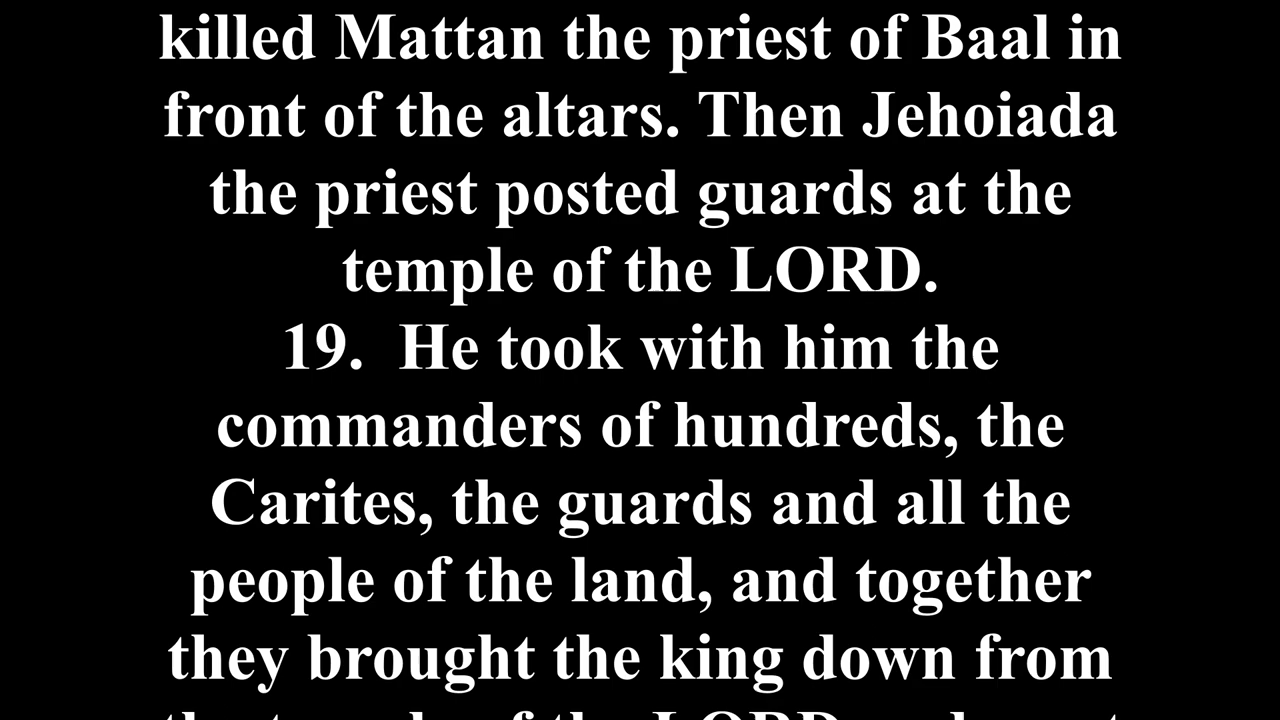 killed Mattan the priest of Baal in
front of the altars. Then Jehoiada
the priest posted guards at the
temple of the LORD.
19.  He took with him the
commanders of hundreds, the
Carites, the guards and all the
people of the land, and together
they brought the king down from